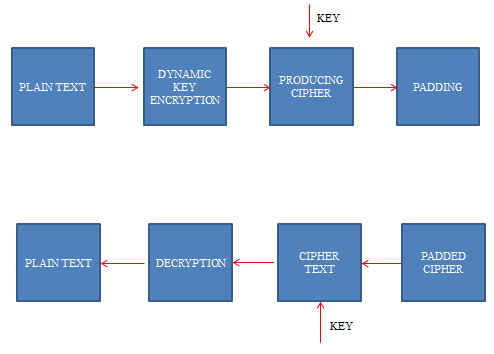 KEY
PLAIN TEXT
DYNAMIC
KEY
ENCRYPTION
PRODUCING
CIPHER
PADDING
PLAIN TEXT
DECRYPTION
CIPHER
TEXT
PADDED
CIPHER
KEY